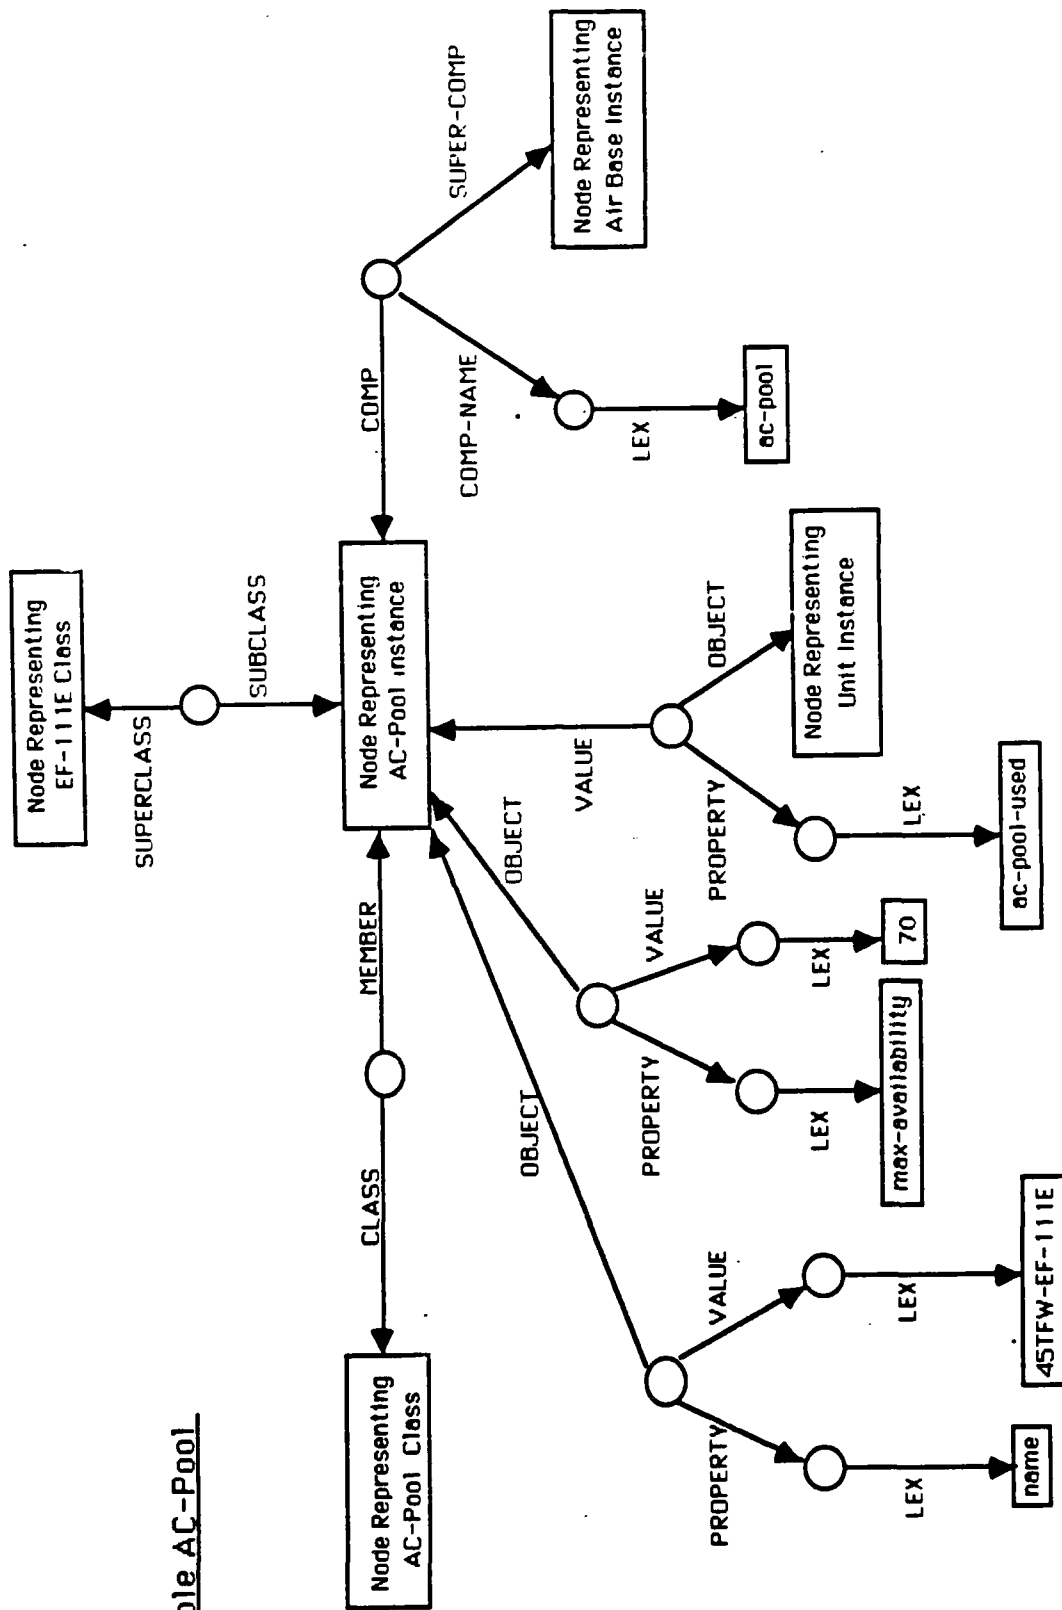 ple AC-Pool
Node Representing
EF-111E Class
SUPERCLASS
SUBCLASS
Node Representing
AC-Pool Class
CLASS
MEMBER
Node Representing
AC-Pool instance
COMP
SUPER-COMP
COMP-NAME
Node Representing
Air Base Instance
LEX
ac-pool
OBJECT
OBJECT
VALUE
PROPERTY
OBJECT
Node Representing
Unit Instance
LEX
ac-pool-used
PROPERTY
VALUE
LEX
LEX
max-availability
70
PROPERTY
VALUE
LEX
LEX
name
45TFW-EF-111E